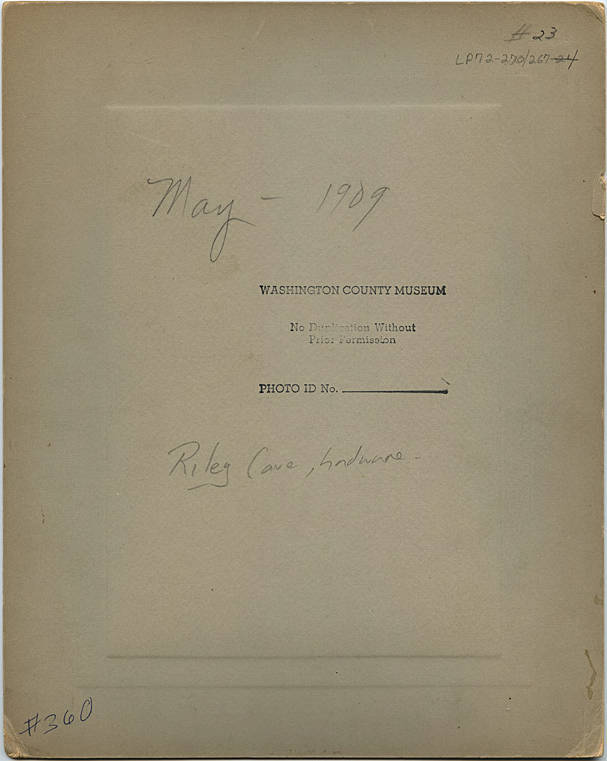 # 23
LP72-270/267-24
May - 1909
WASHINGTON COUNTY MUSEUM
No Duplication Without
Prior Permission
PHOTO ID No.
Riley Cave, hrdware.
#360